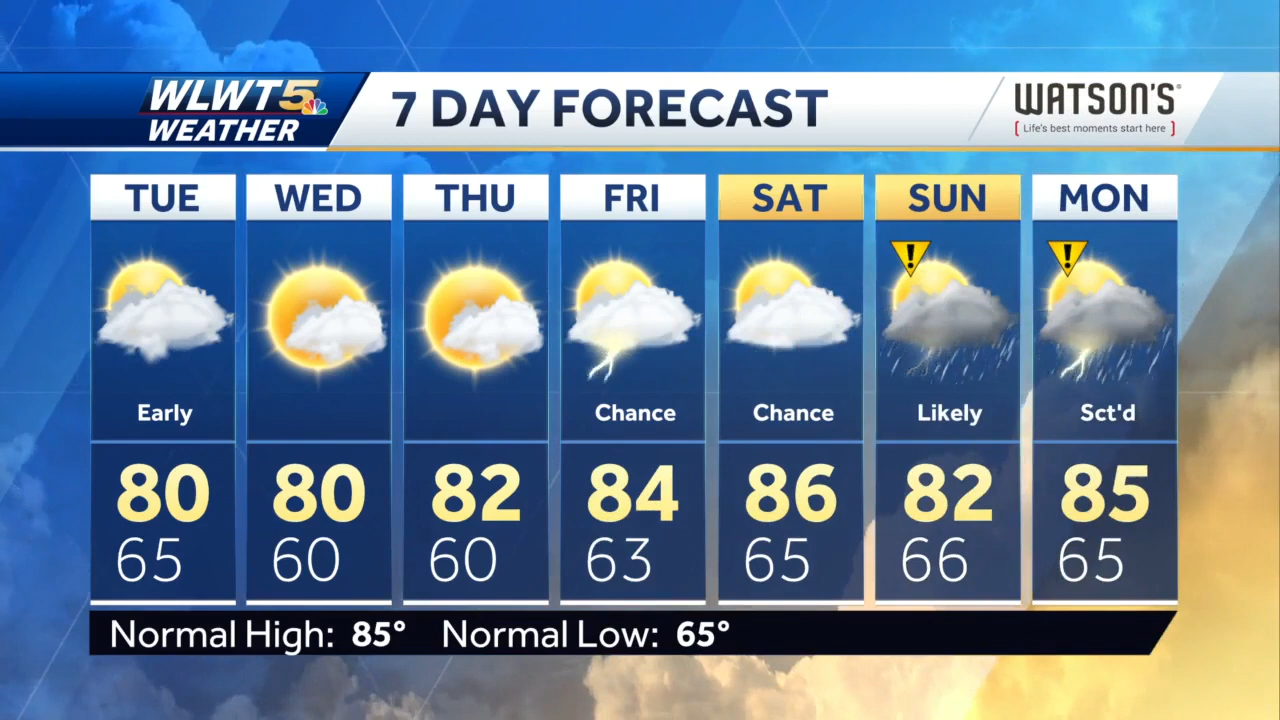 WLWT5
WEATHER
7 DAY FORECAST
WATSON'S®
[ Life's best moments start here ]
TUE WED THU FRI SAT SUN MON
! !
Early Chance Chance Likely Sct'd
80 80 82 84 86 82 85
65 60 60 63 65 66 65
Normal High: 85° Normal Low: 65°